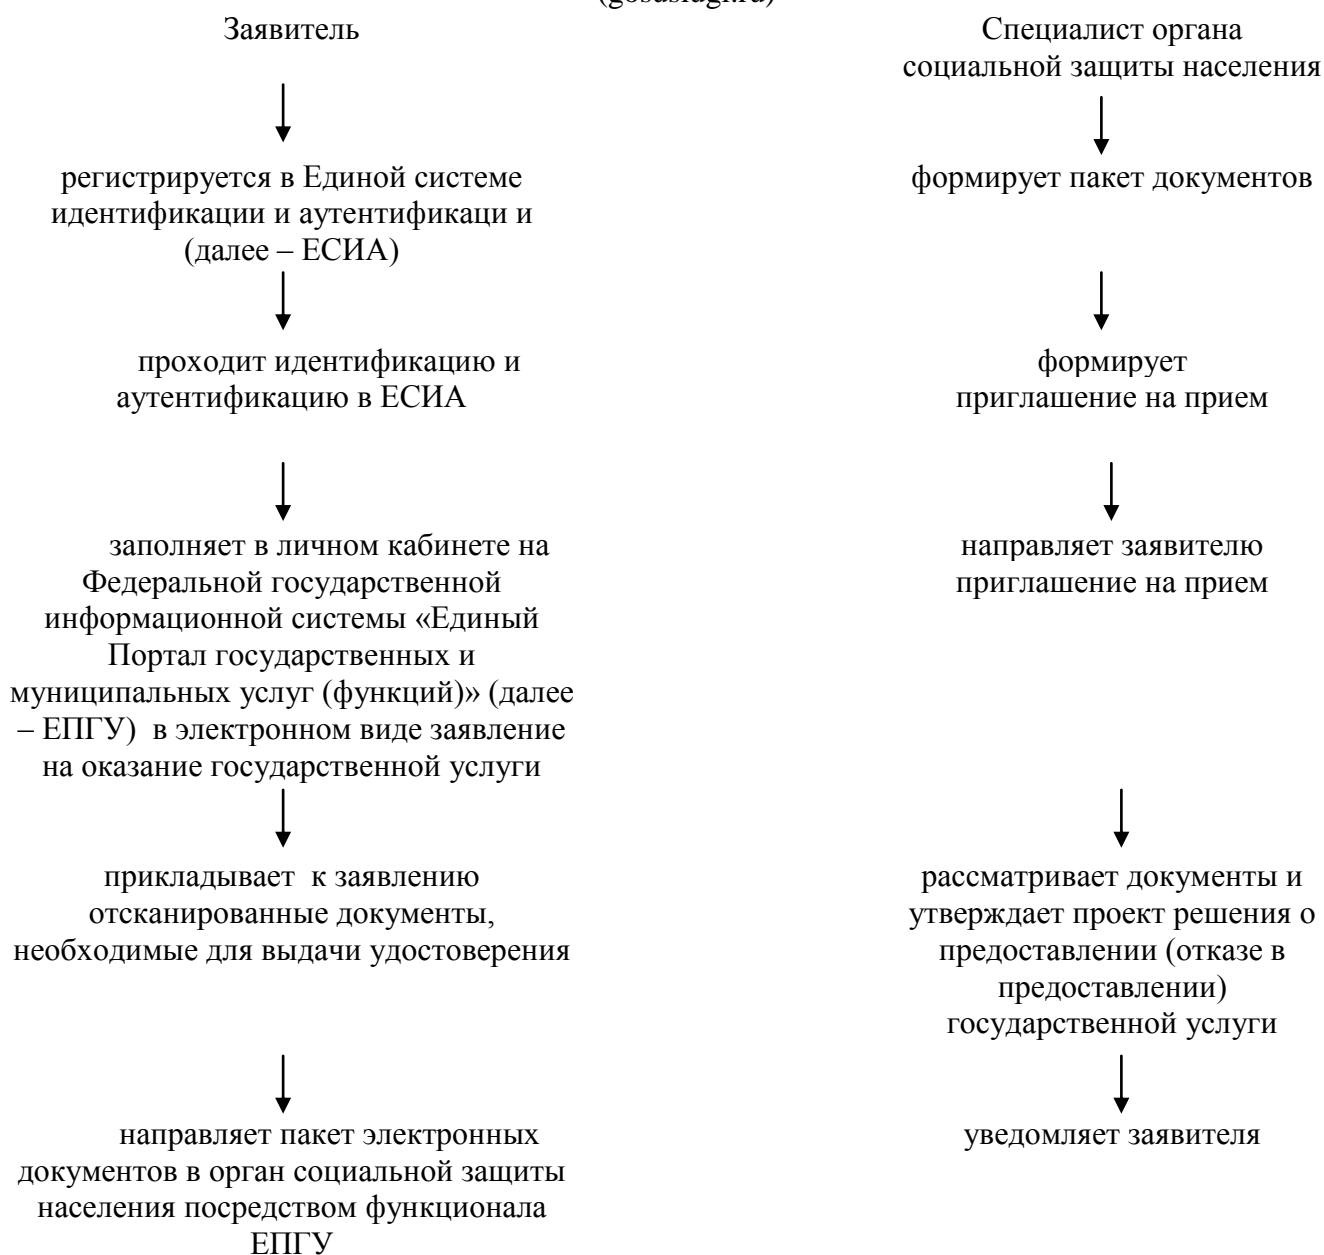 (gosuslugi.ru)
Заявитель
регистрируется в Единой системе
идентификации и аутентификаци и
(далее – ЕСИА)
проходит идентификацию и
аутентификацию в ЕСИА
заполняет в личном кабинете на
Федеральной государственной
информационной системы «Единый
Портал государственных и
муниципальных услуг (функций)» (далее
– ЕПГУ) в электронном виде заявление
на оказание государственной услуги
прикладывает к заявлению
отсканированные документы,
необходимые для выдачи удостоверения
направляет пакет электронных
документов в орган социальной защиты
населения посредством функционала
ЕПГУ
Специалист органа
социальной защиты населения
формирует пакет документов
формирует
приглашение на прием
направляет заявителю
приглашение на прием
рассматривает документы и
утверждает проект решения о
предоставлении (отказе в
предоставлении)
государственной услуги
уведомляет заявителя